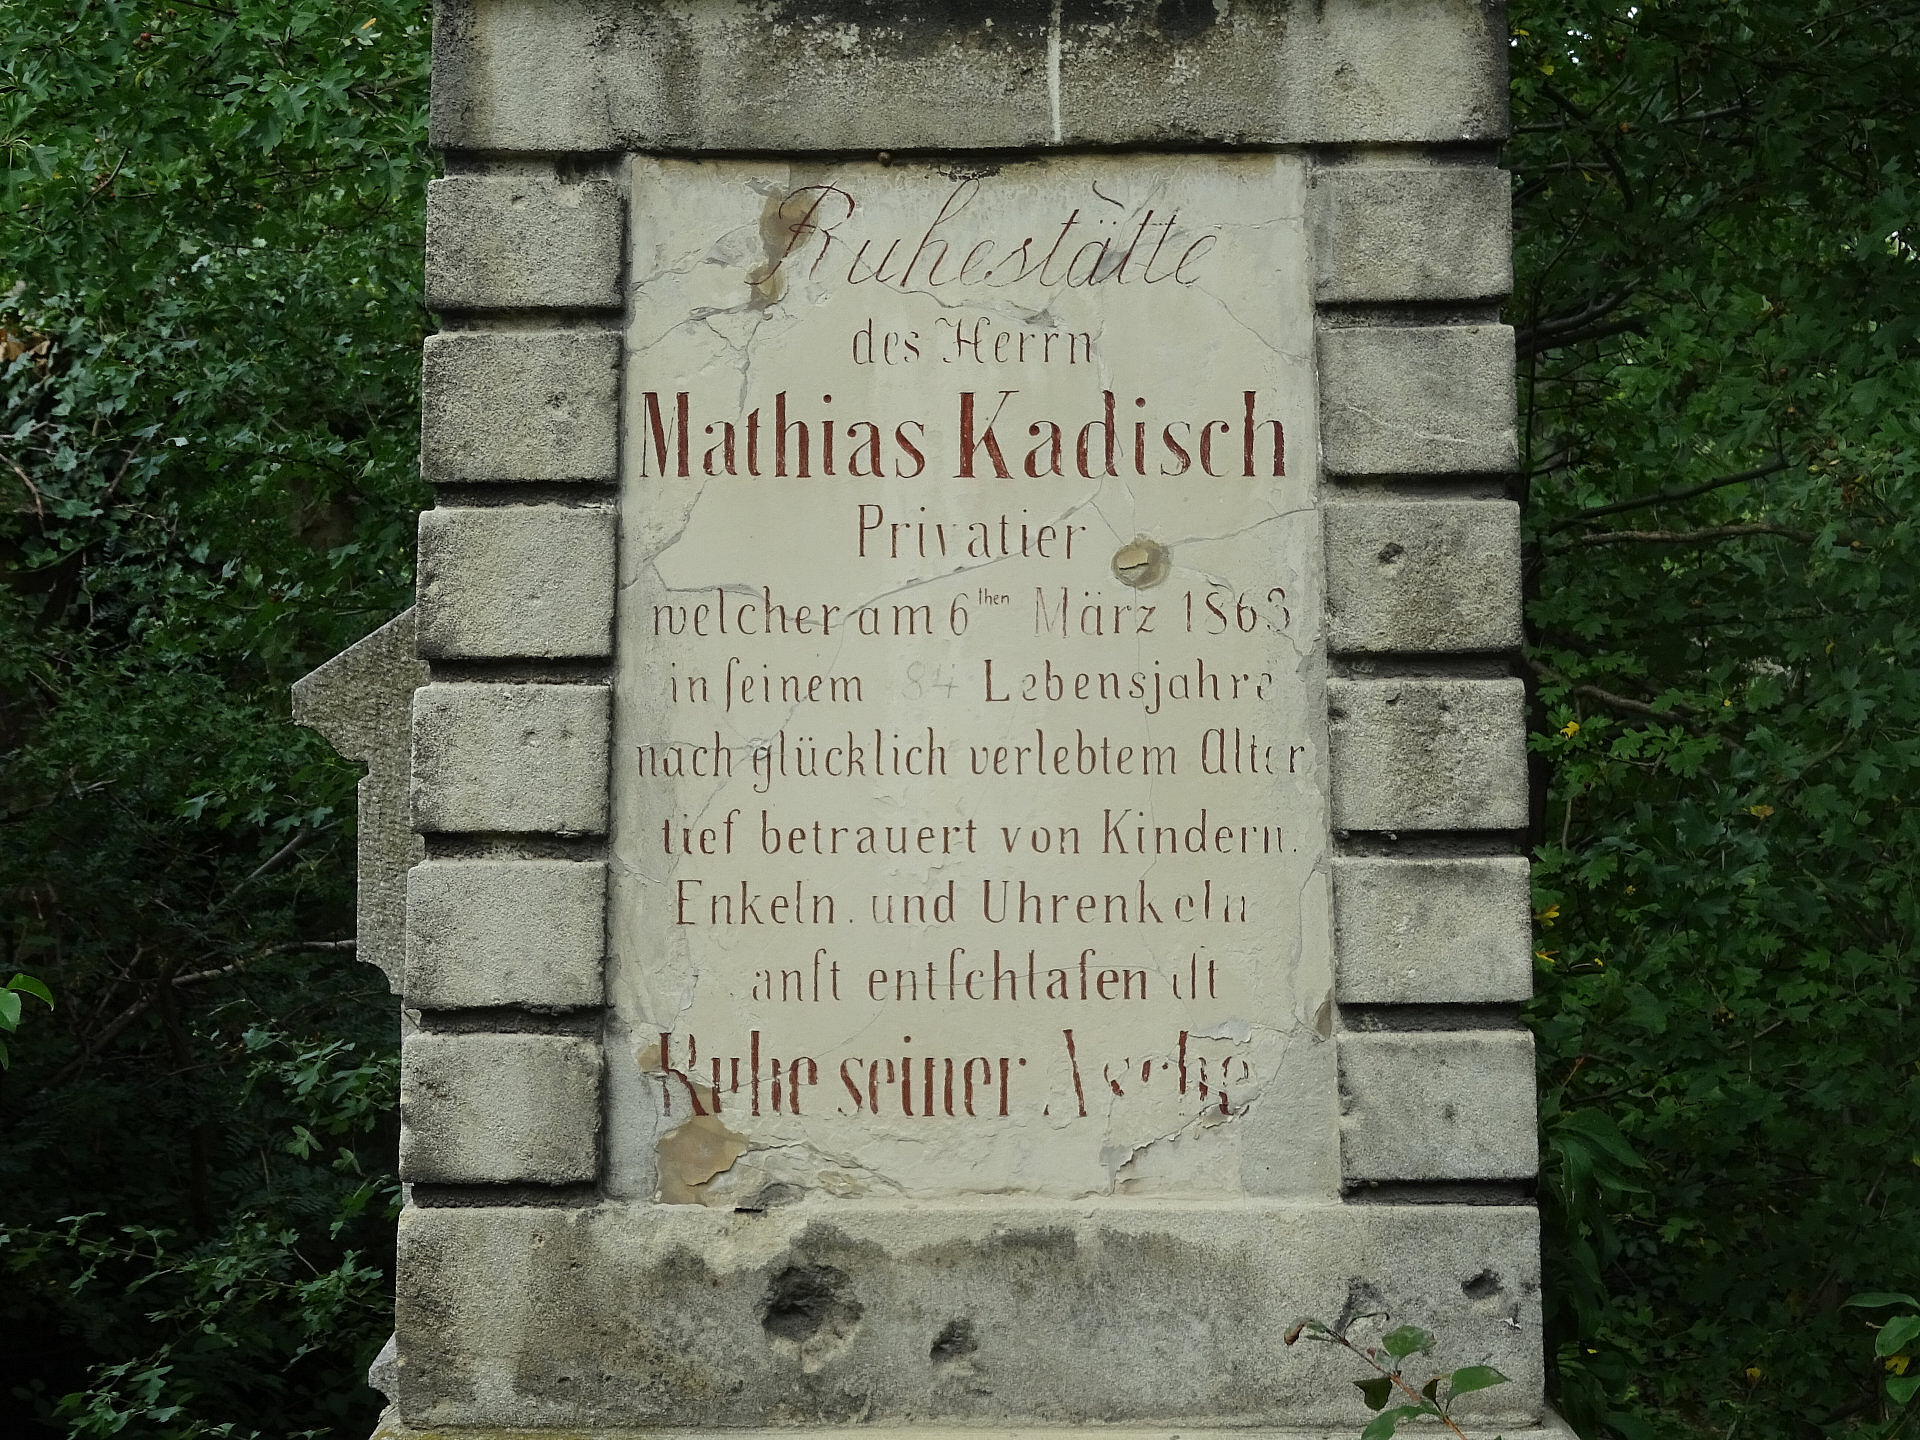 Ruhestätte
des Herrn
Mathias Kadisch
Privatier
welcher am 6ᵗʰᵉⁿ März 1863
in ſeinem 84 Lebensjahre
nach glücklich verlebtem Alter
tief betrauert von Kindern.
Enkeln. und Uhrenkeln
anſt entſchlafen iſt
Ruhe seiner Asche